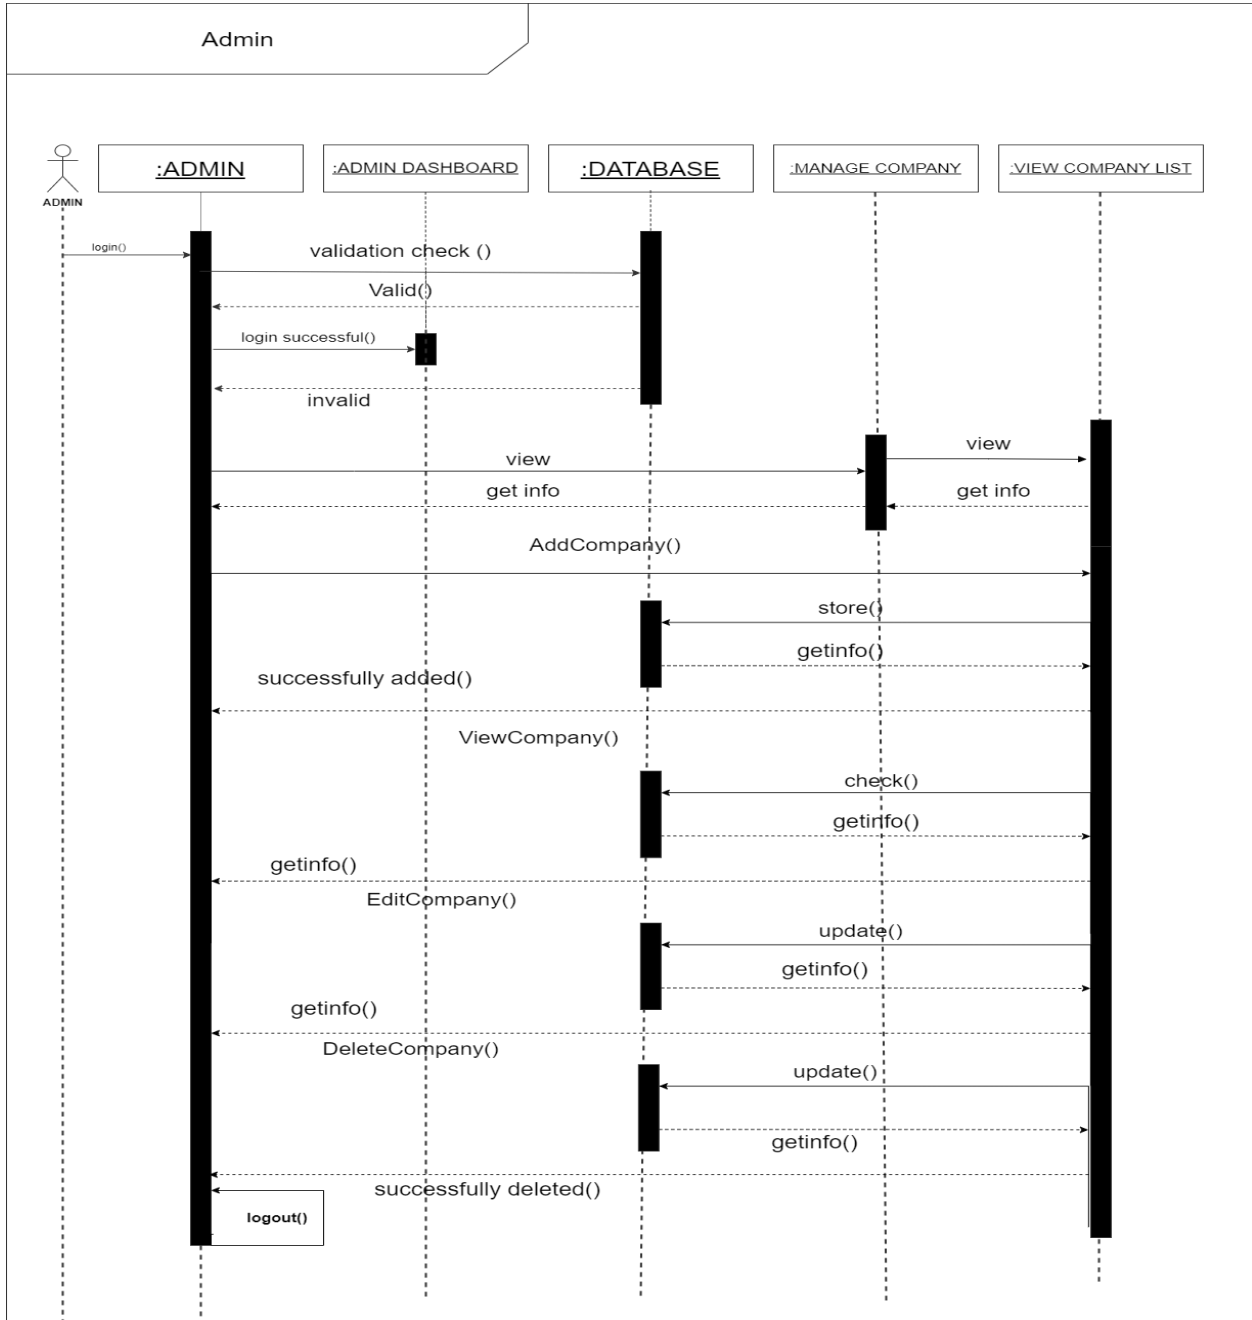 Admin
:ADMIN
:ADMIN DASHBOARD
:DATABASE
:MANAGE COMPANY
:VIEW COMPANY LIST
ADMIN
login()
validation check ()
Valid()
login successful()
invalid
view
view
get info
get info
AddCompany()
store()
getinfo()
successfully added()
ViewCompany()
check()
getinfo()
getinfo()
EditCompany()
update()
getinfo()
getinfo()
DeleteCompany()
update()
getinfo()
successfully deleted()
logout()